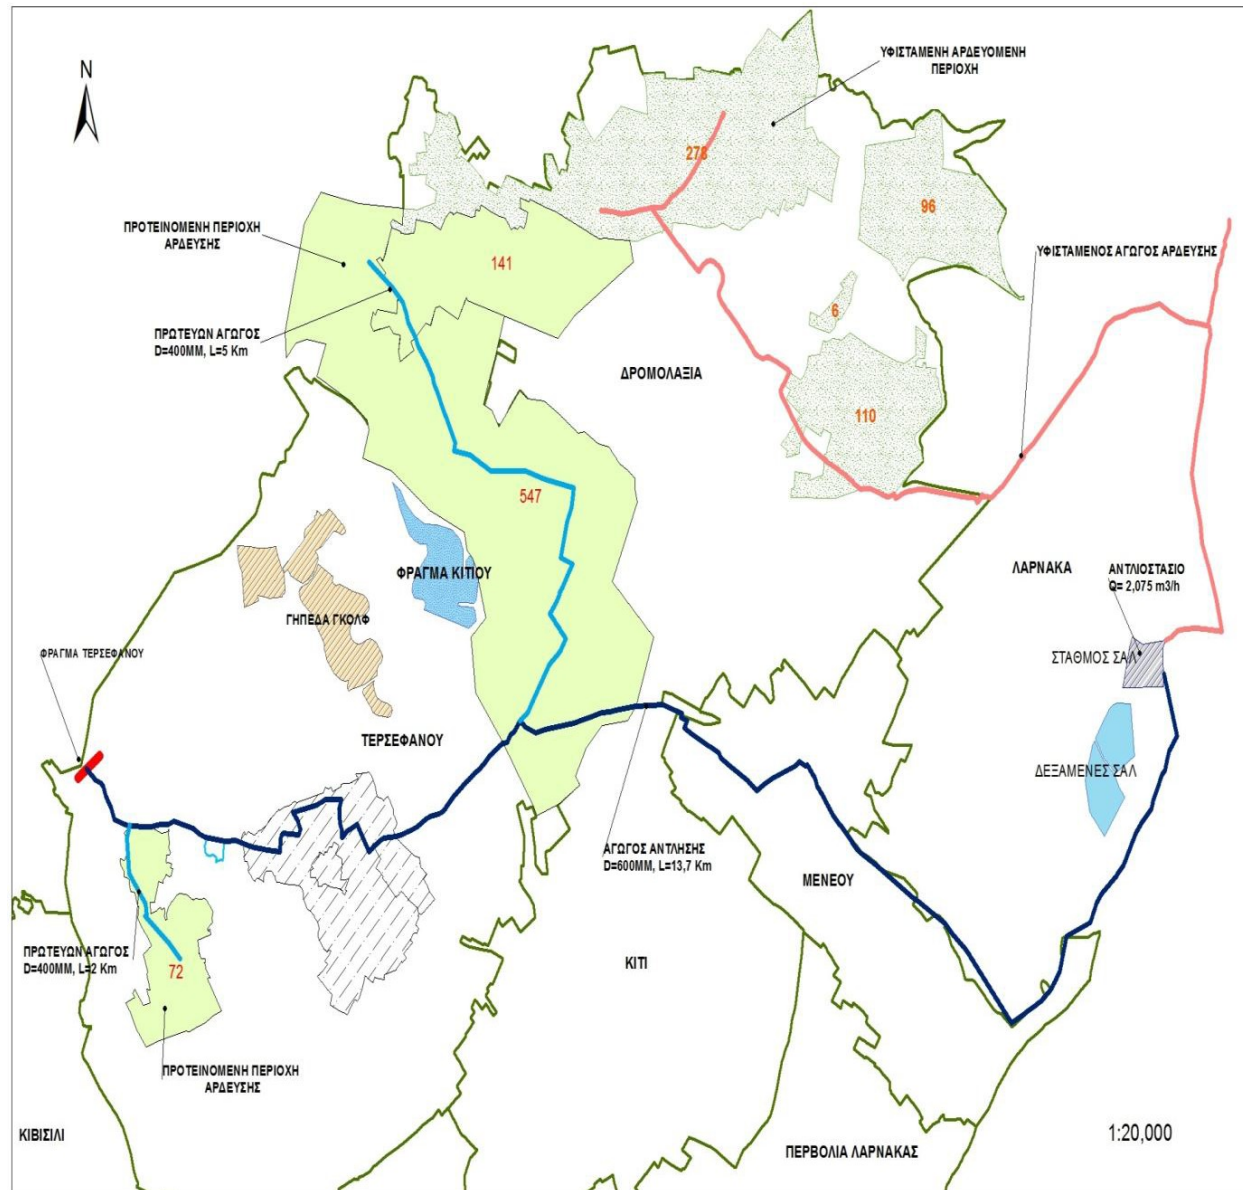 ΥΦΙΣΤΑΜΕΝΗ ΑΡΔΕΥΟΜΕΝΗ
ΠΕΡΙΟΧΗ
N
278
96
ΠΡΟΤΕΙΝΟΜΕΝΗ ΠΕΡΙΟΧΗ
ΑΡΔΕΥΣΗΣ
141
ΥΦΙΣΤΑΜΕΝΟΣ ΑΓΩΓΟΣ ΑΡΔΕΥΣΗΣ
6
ΠΡΩΤΕΥΩΝ ΑΓΩΓΟΣ
D=400MM, L=5 Km
ΔΡΟΜΟΛΑΞΙΑ
110
547
ΛΑΡΝΑΚΑ
ΑΝΤΛΙΟΣΤΑΣΙΟ
Q= 2,075 m3/h
ΦΡΑΓΜΑ ΚΙΤΙΟΥ
ΓΗΠΕΔΑ ΓΚΟΛΦ
ΦΡΑΓΜΑ ΤΕΡΣΕΦΑΝΟΥ
ΣΤΑΘΜΟΣ ΣΑΛ
ΤΕΡΣΕΦΑΝΟΥ
ΔΕΞΑΜΕΝΕΣ ΣΑΛ
ΑΓΩΓΟΣ ΑΝΤΛΗΣΗΣ
D=600MM, L=13,7 Km
ΜΕΝΕΟΥ
ΠΡΩΤΕΥΩΝ ΑΓΩΓΟΣ
D=400MM, L=2 Km
72
ΚΙΤΙ
ΠΡΟΤΕΙΝΟΜΕΝΗ ΠΕΡΙΟΧΗ
ΑΡΔΕΥΣΗΣ
ΚΙΒΙΣΙΛΙ
1:20,000
ΠΕΡΒΟΛΙΑ ΛΑΡΝΑΚΑΣ